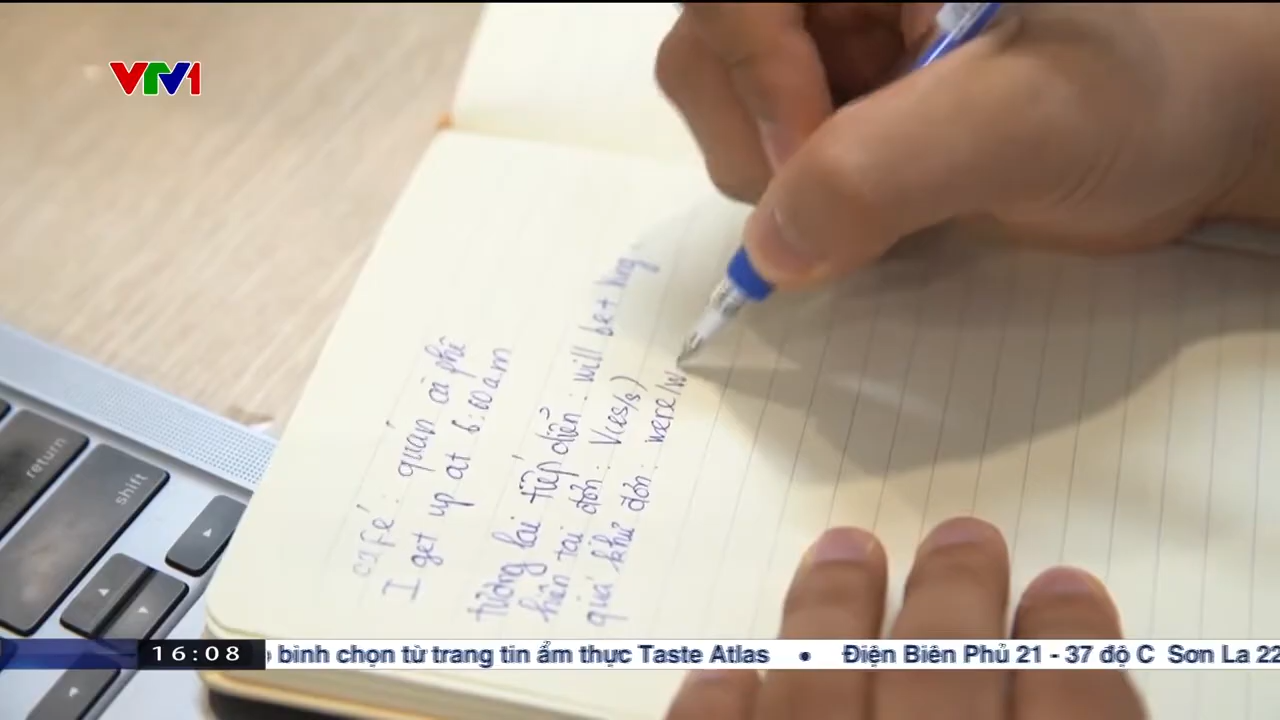 VTV1
café: quán cà phê
I get up at 6:00 am
tương lai tiếp diễn: will be + Ving
hiện tại đơn: V(es/s)
quá khứ đơn: were/w
return
shift
16:08 bình chọn từ trang tin ẩm thực Taste Atlas • Điện Biên Phủ 21 - 37 độ C Sơn La 22